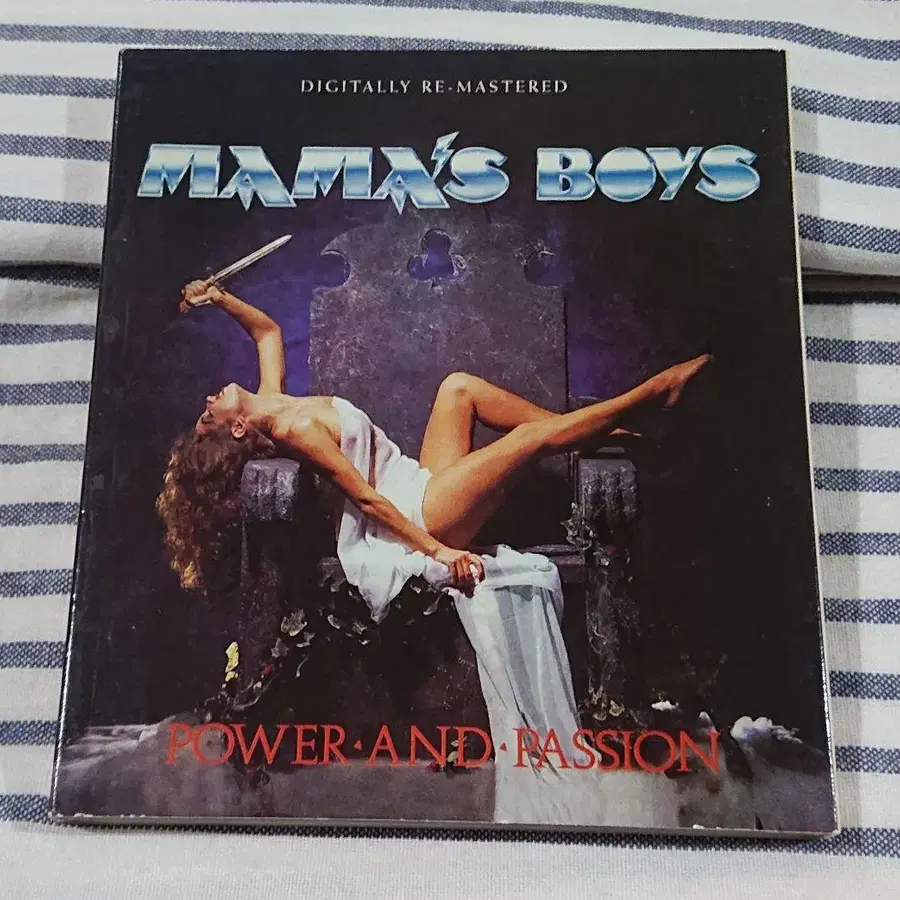 DIGITALLY RE-MASTERED
MAMA'S BOYS
POWER·AND·PASSION